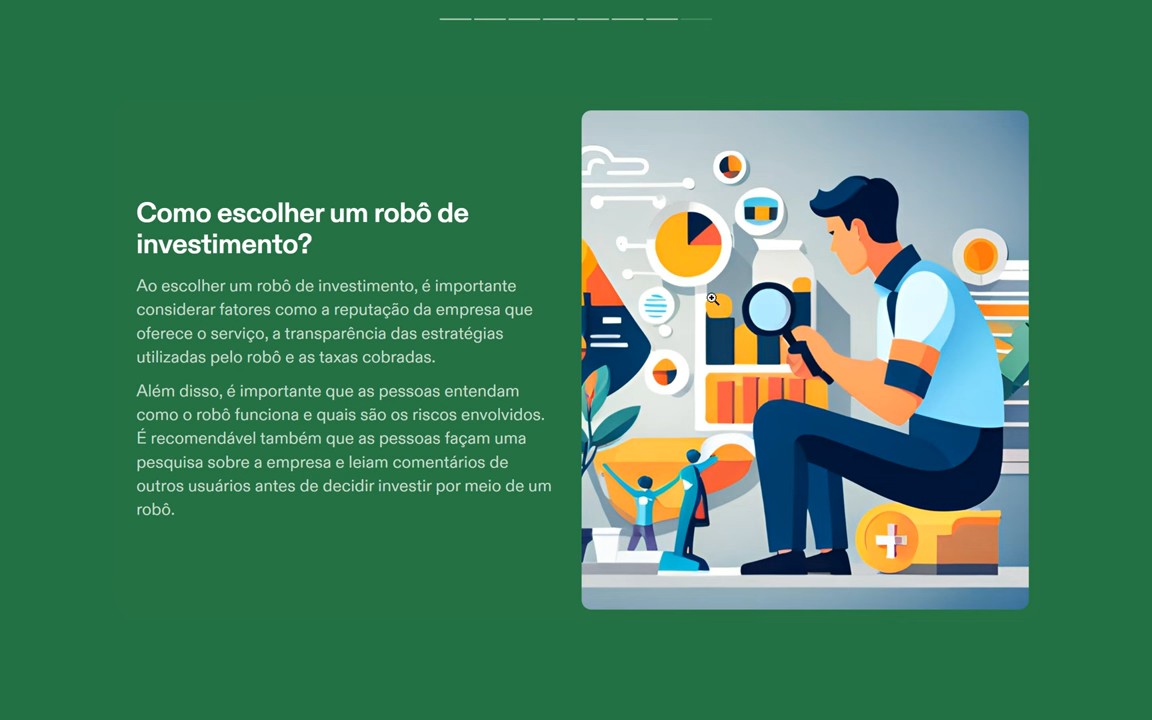 Como escolher um robô de
investimento?
Ao escolher um robô de investimento, é importante
considerar fatores como a reputação da empresa que
oferece o serviço, a transparência das estratégias
utilizadas pelo robô e as taxas cobradas.
Além disso, é importante que as pessoas entendam
como o robô funciona e quais são os riscos envolvidos.
É recomendável também que as pessoas façam uma
pesquisa sobre a empresa e leiam comentários de
outros usuários antes de decidir investir por meio de um
robô.